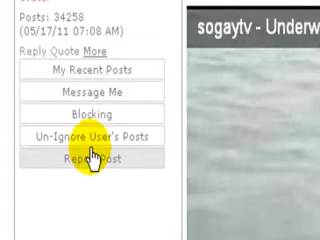 Posts: 34258
(05/17/11 07:08 AM)
Reply Quote More
My Recent Posts
Message Me
Blocking
Un-Ignore User's Posts
Report Post
sogaytv - Underw